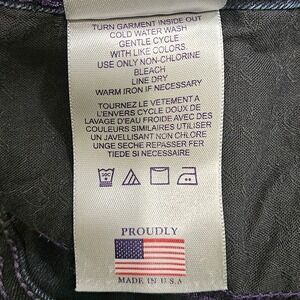 TURN GARMENT INSIDE OUT
COLD WATER WASH
GENTLE CYCLE
WITH LIKE COLORS.
USE ONLY NON-CHLORINE
BLEACH
LINE DRY
WARM IRON IF NECESSARY
TOURNEZ LE VETEMENT A
L'ENVERS CYCLE DOUX DE
LAVAGE D'EAU FROIDE AVEC DES
COULEURS SIMILAIRES UTILISER
UN JAVELLISANT NON CHLORE
UNGE SECHE REPASSER FER
TIEDE SI NECESSAIRE
PROUDLY
MADE IN U.S.A